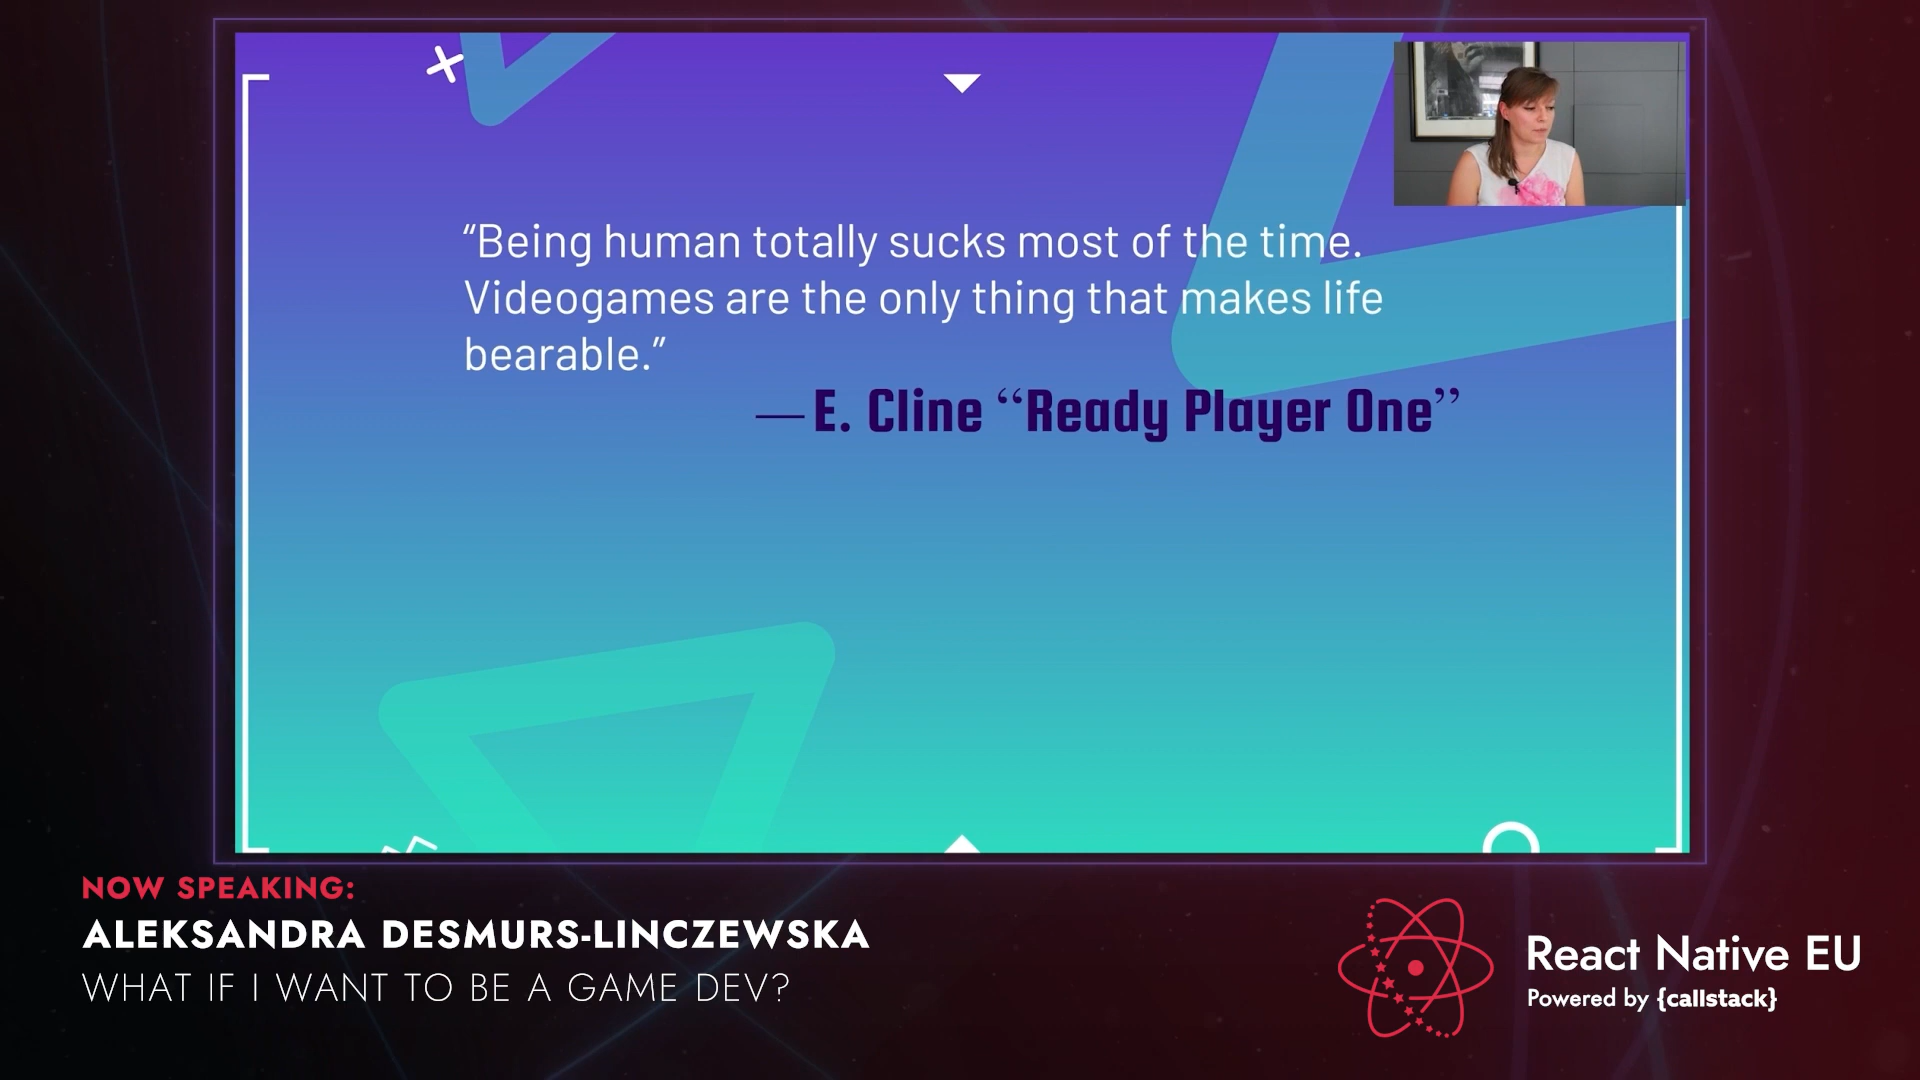 “Being human totally sucks most of the time.
Videogames are the only thing that makes life
bearable.”
— E. Cline “Ready Player One”
NOW SPEAKING:
ALEKSANDRA DESMURS-LINCZEWSKA
WHAT IF I WANT TO BE A GAME DEV?
React Native EU
Powered by {callstack}